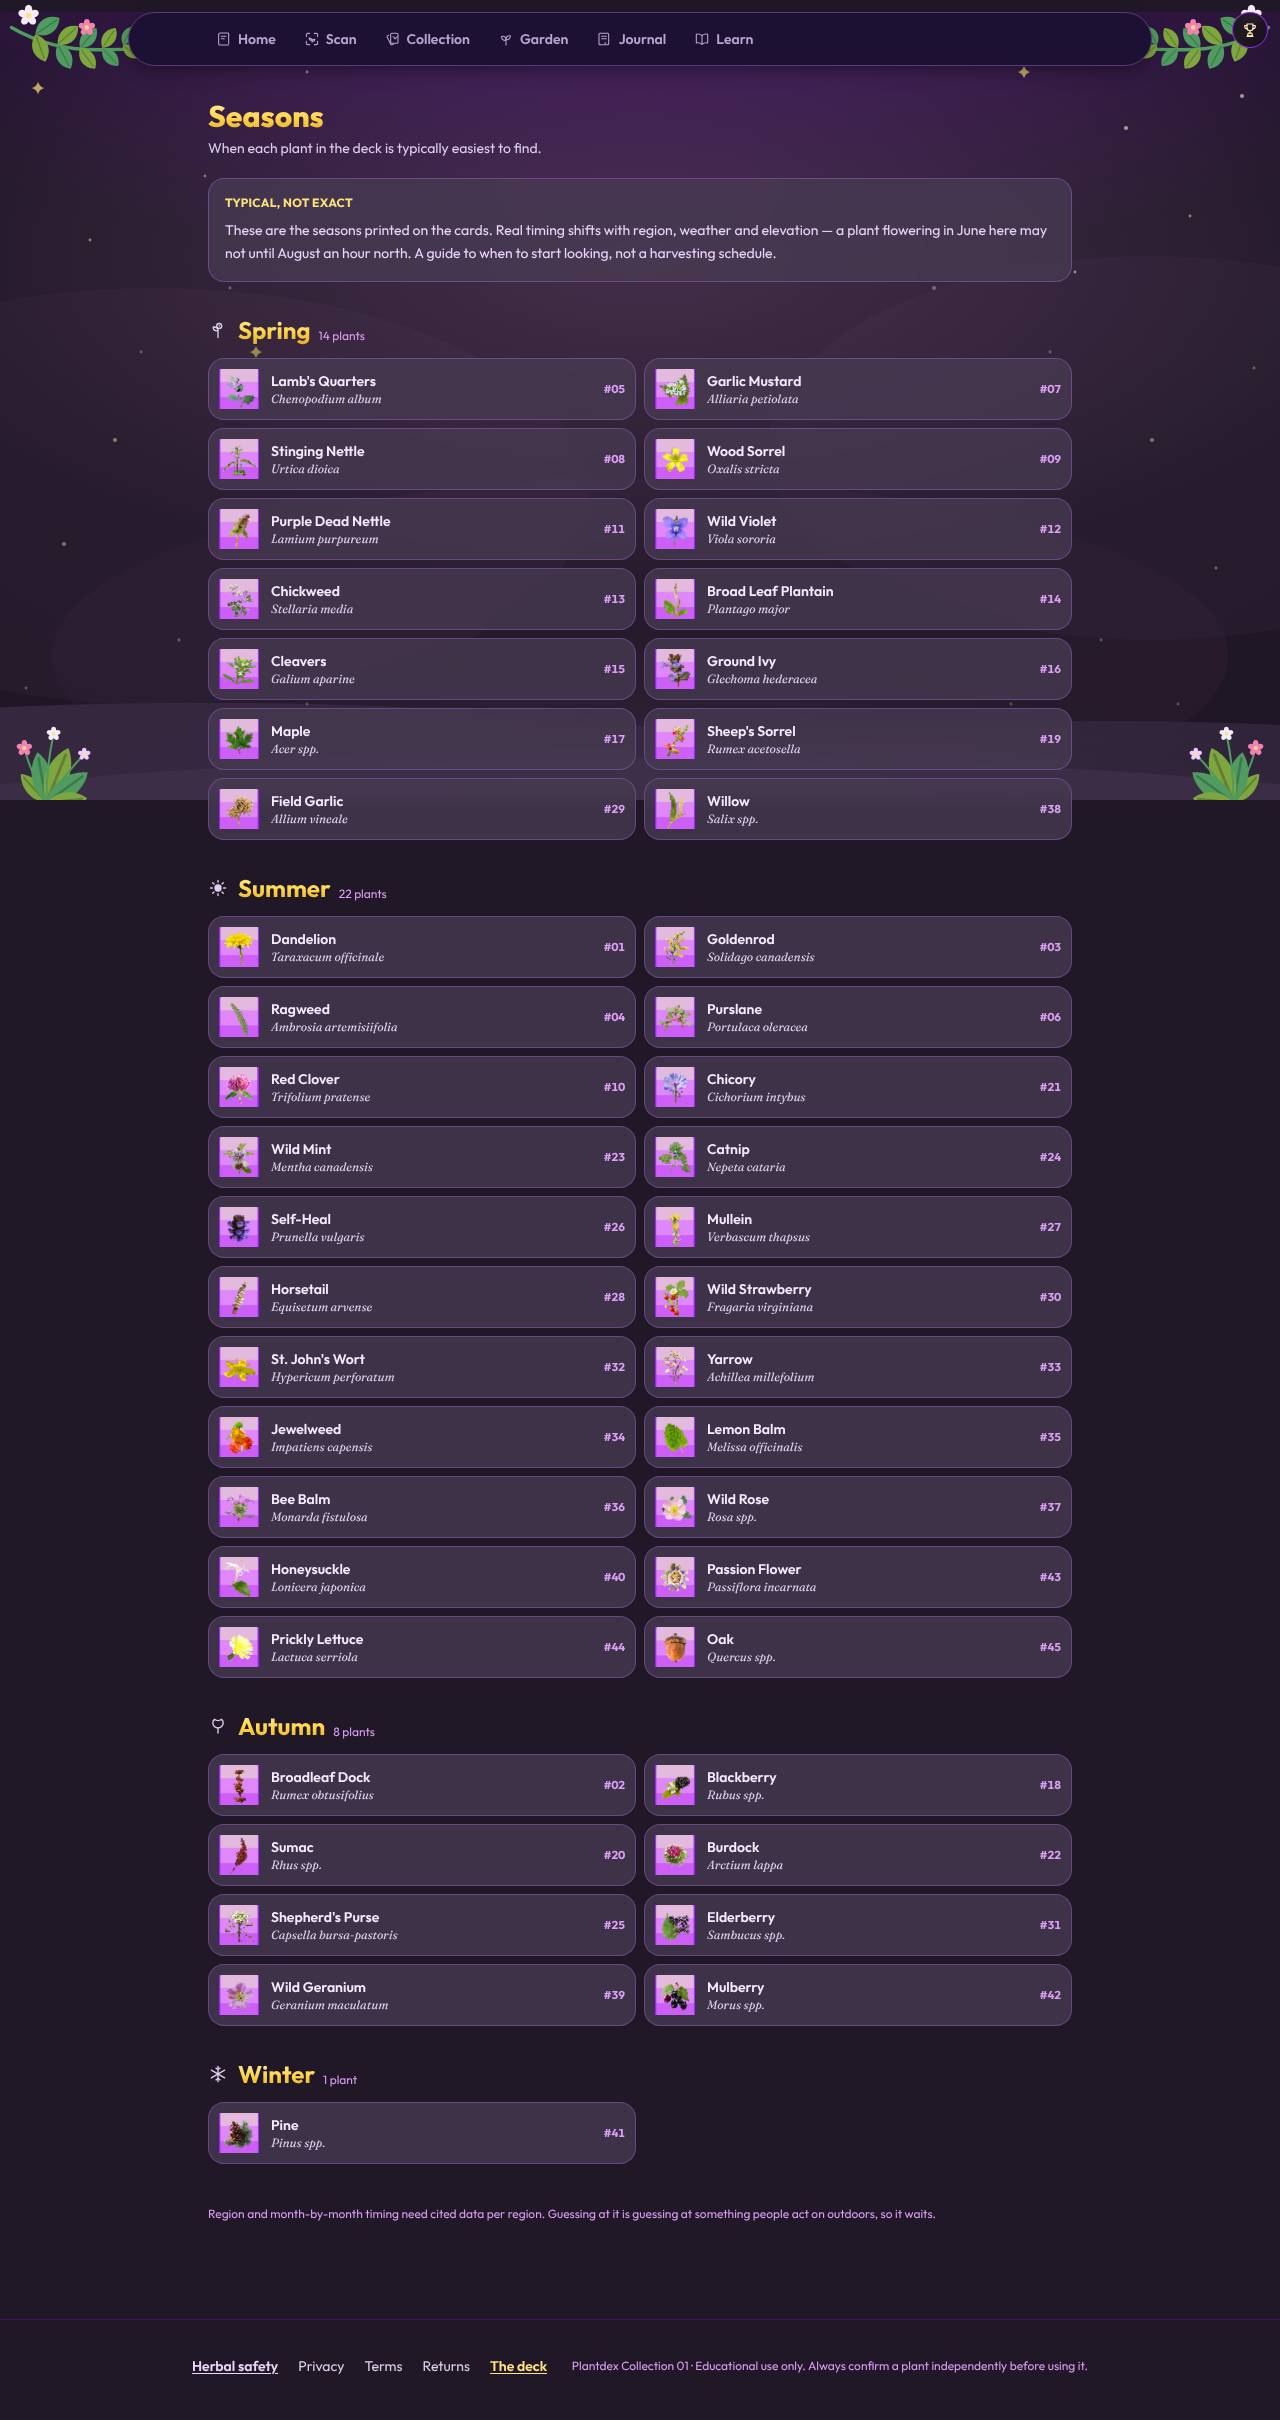 Home Scan Collection Garden Journal Learn
Seasons
When each plant in the deck is typically easiest to find.
TYPICAL, NOT EXACT
These are the seasons printed on the cards. Real timing shifts with region, weather and elevation — a plant flowering in June here may
not until August an hour north. A guide to when to start looking, not a harvesting schedule.
Spring 14 plants
Lamb's Quarters
Chenopodium album
#05
Garlic Mustard
Alliaria petiolata
#07
Stinging Nettle
Urtica dioica
#08
Wood Sorrel
Oxalis stricta
#09
Purple Dead Nettle
Lamium purpureum
#11
Wild Violet
Viola sororia
#12
Chickweed
Stellaria media
#13
Broad Leaf Plantain
Plantago major
#14
Cleavers
Galium aparine
#15
Ground Ivy
Glechoma hederacea
#16
Maple
Acer spp.
#17
Sheep's Sorrel
Rumex acetosella
#19
Field Garlic
Allium vineale
#29
Willow
Salix spp.
#38
Summer 22 plants
Dandelion
Taraxacum officinale
#01
Goldenrod
Solidago canadensis
#03
Ragweed
Ambrosia artemisiifolia
#04
Purslane
Portulaca oleracea
#06
Red Clover
Trifolium pratense
#10
Chicory
Cichorium intybus
#21
Wild Mint
Mentha canadensis
#23
Catnip
Nepeta cataria
#24
Self-Heal
Prunella vulgaris
#26
Mullein
Verbascum thapsus
#27
Horsetail
Equisetum arvense
#28
Wild Strawberry
Fragaria virginiana
#30
St. John's Wort
Hypericum perforatum
#32
Yarrow
Achillea millefolium
#33
Jewelweed
Impatiens capensis
#34
Lemon Balm
Melissa officinalis
#35
Bee Balm
Monarda fistulosa
#36
Wild Rose
Rosa spp.
#37
Honeysuckle
Lonicera japonica
#40
Passion Flower
Passiflora incarnata
#43
Prickly Lettuce
Lactuca serriola
#44
Oak
Quercus spp.
#45
Autumn 8 plants
Broadleaf Dock
Rumex obtusifolius
#02
Blackberry
Rubus spp.
#18
Sumac
Rhus spp.
#20
Burdock
Arctium lappa
#22
Shepherd's Purse
Capsella bursa-pastoris
#25
Elderberry
Sambucus spp.
#31
Wild Geranium
Geranium maculatum
#39
Mulberry
Morus spp.
#42
Winter 1 plant
Pine
Pinus spp.
#41
Region and month-by-month timing need cited data per region. Guessing at it is guessing at something people act on outdoors, so it waits.
Herbal safety Privacy Terms Returns The deck Plantdex Collection 01 · Educational use only. Always confirm a plant independently before using it.